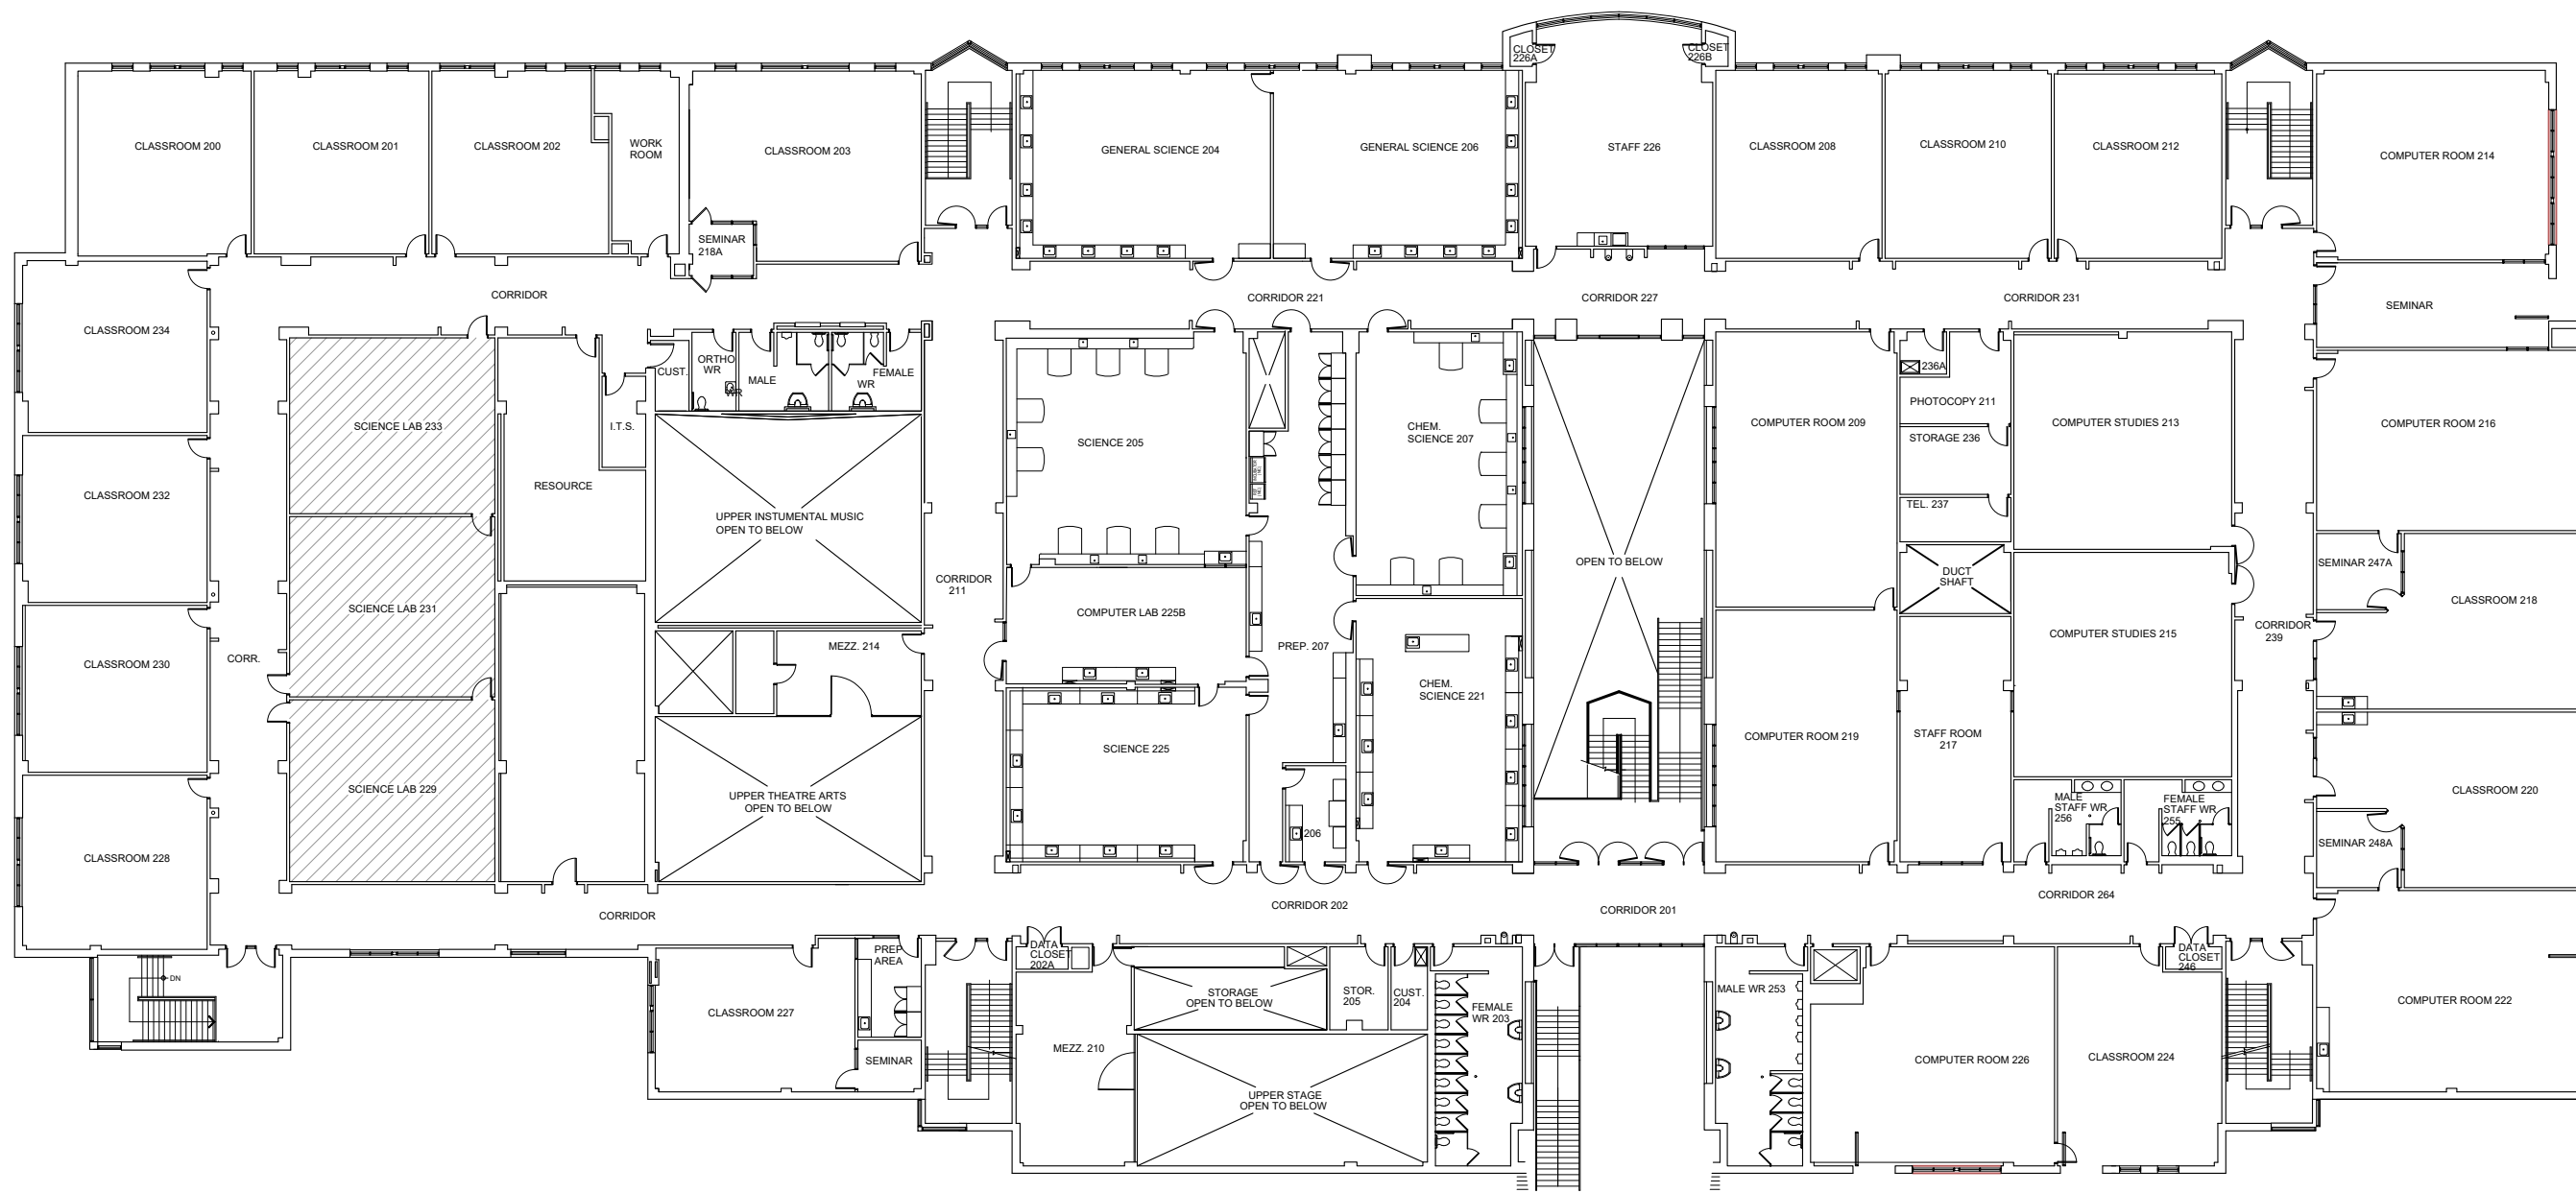 CLOSET
226A
CLOSET
226B
CLASSROOM 200
CLASSROOM 201
CLASSROOM 202
WORK
ROOM
CLASSROOM 203
GENERAL SCIENCE 204
GENERAL SCIENCE 206
STAFF 226
CLASSROOM 208
CLASSROOM 210
CLASSROOM 212
COMPUTER ROOM 214
SEMINAR
218A
CORRIDOR
CORRIDOR 221
CORRIDOR 227
CORRIDOR 231
SEMINAR
CLASSROOM 234
ORTHO
WR
CUST.
MALE
WR
FEMALE
WR
236A
PHOTOCOPY 211
SCIENCE LAB 233
I.T.S.
SCIENCE 205
CHEM.
SCIENCE 207
COMPUTER ROOM 209
STORAGE 236
COMPUTER STUDIES 213
COMPUTER ROOM 216
CLASSROOM 232
RESOURCE
UPPER INSTUMENTAL MUSIC
OPEN TO BELOW
TEL. 237
OPEN TO BELOW
DUCT
SHAFT
SEMINAR 247A
CORRIDOR
211
SCIENCE LAB 231
COMPUTER LAB 225B
CLASSROOM 218
CORRIDOR
239
COMPUTER STUDIES 215
CORR.
CLASSROOM 230
MEZZ. 214
PREP. 207
CHEM.
SCIENCE 221
SCIENCE 225
COMPUTER ROOM 219
STAFF ROOM
217
SCIENCE LAB 229
UPPER THEATRE ARTS
OPEN TO BELOW
MALE
STAFF WR
256
FEMALE
STAFF WR
255
CLASSROOM 220
206
SEMINAR 248A
CLASSROOM 228
CORRIDOR
CORRIDOR 202
CORRIDOR 201
CORRIDOR 264
PREP
AREA
DATA
CLOSET
202A
DATA
CLOSET
246
DN
CLASSROOM 227
STORAGE
OPEN TO BELOW
STOR.
205
CUST.
204
FEMALE
WR 203
MALE WR 253
COMPUTER ROOM 222
SEMINAR
MEZZ. 210
COMPUTER ROOM 226
CLASSROOM 224
UPPER STAGE
OPEN TO BELOW